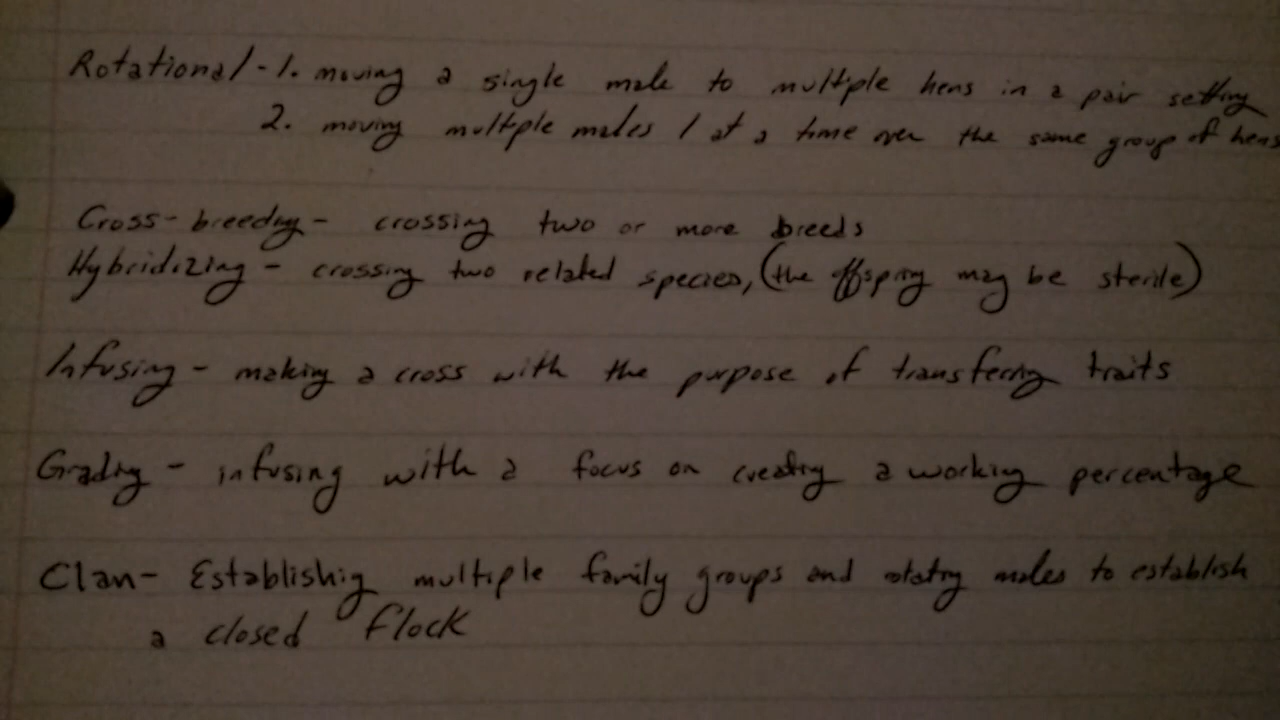 Rotational - 1. moving a single male to multiple hens in a pair setting
2. moving multiple males 1 at a time over the same group of hens
Cross-breeding - crossing two or more breeds
Hybridizing - crossing two related species, (the offspring may be sterile)
Infusing - making a cross with the purpose of transferring traits
Grading - infusing with a focus on creating a working percentage
Clan - Establishing multiple family groups and rotating males to establish
a closed flock